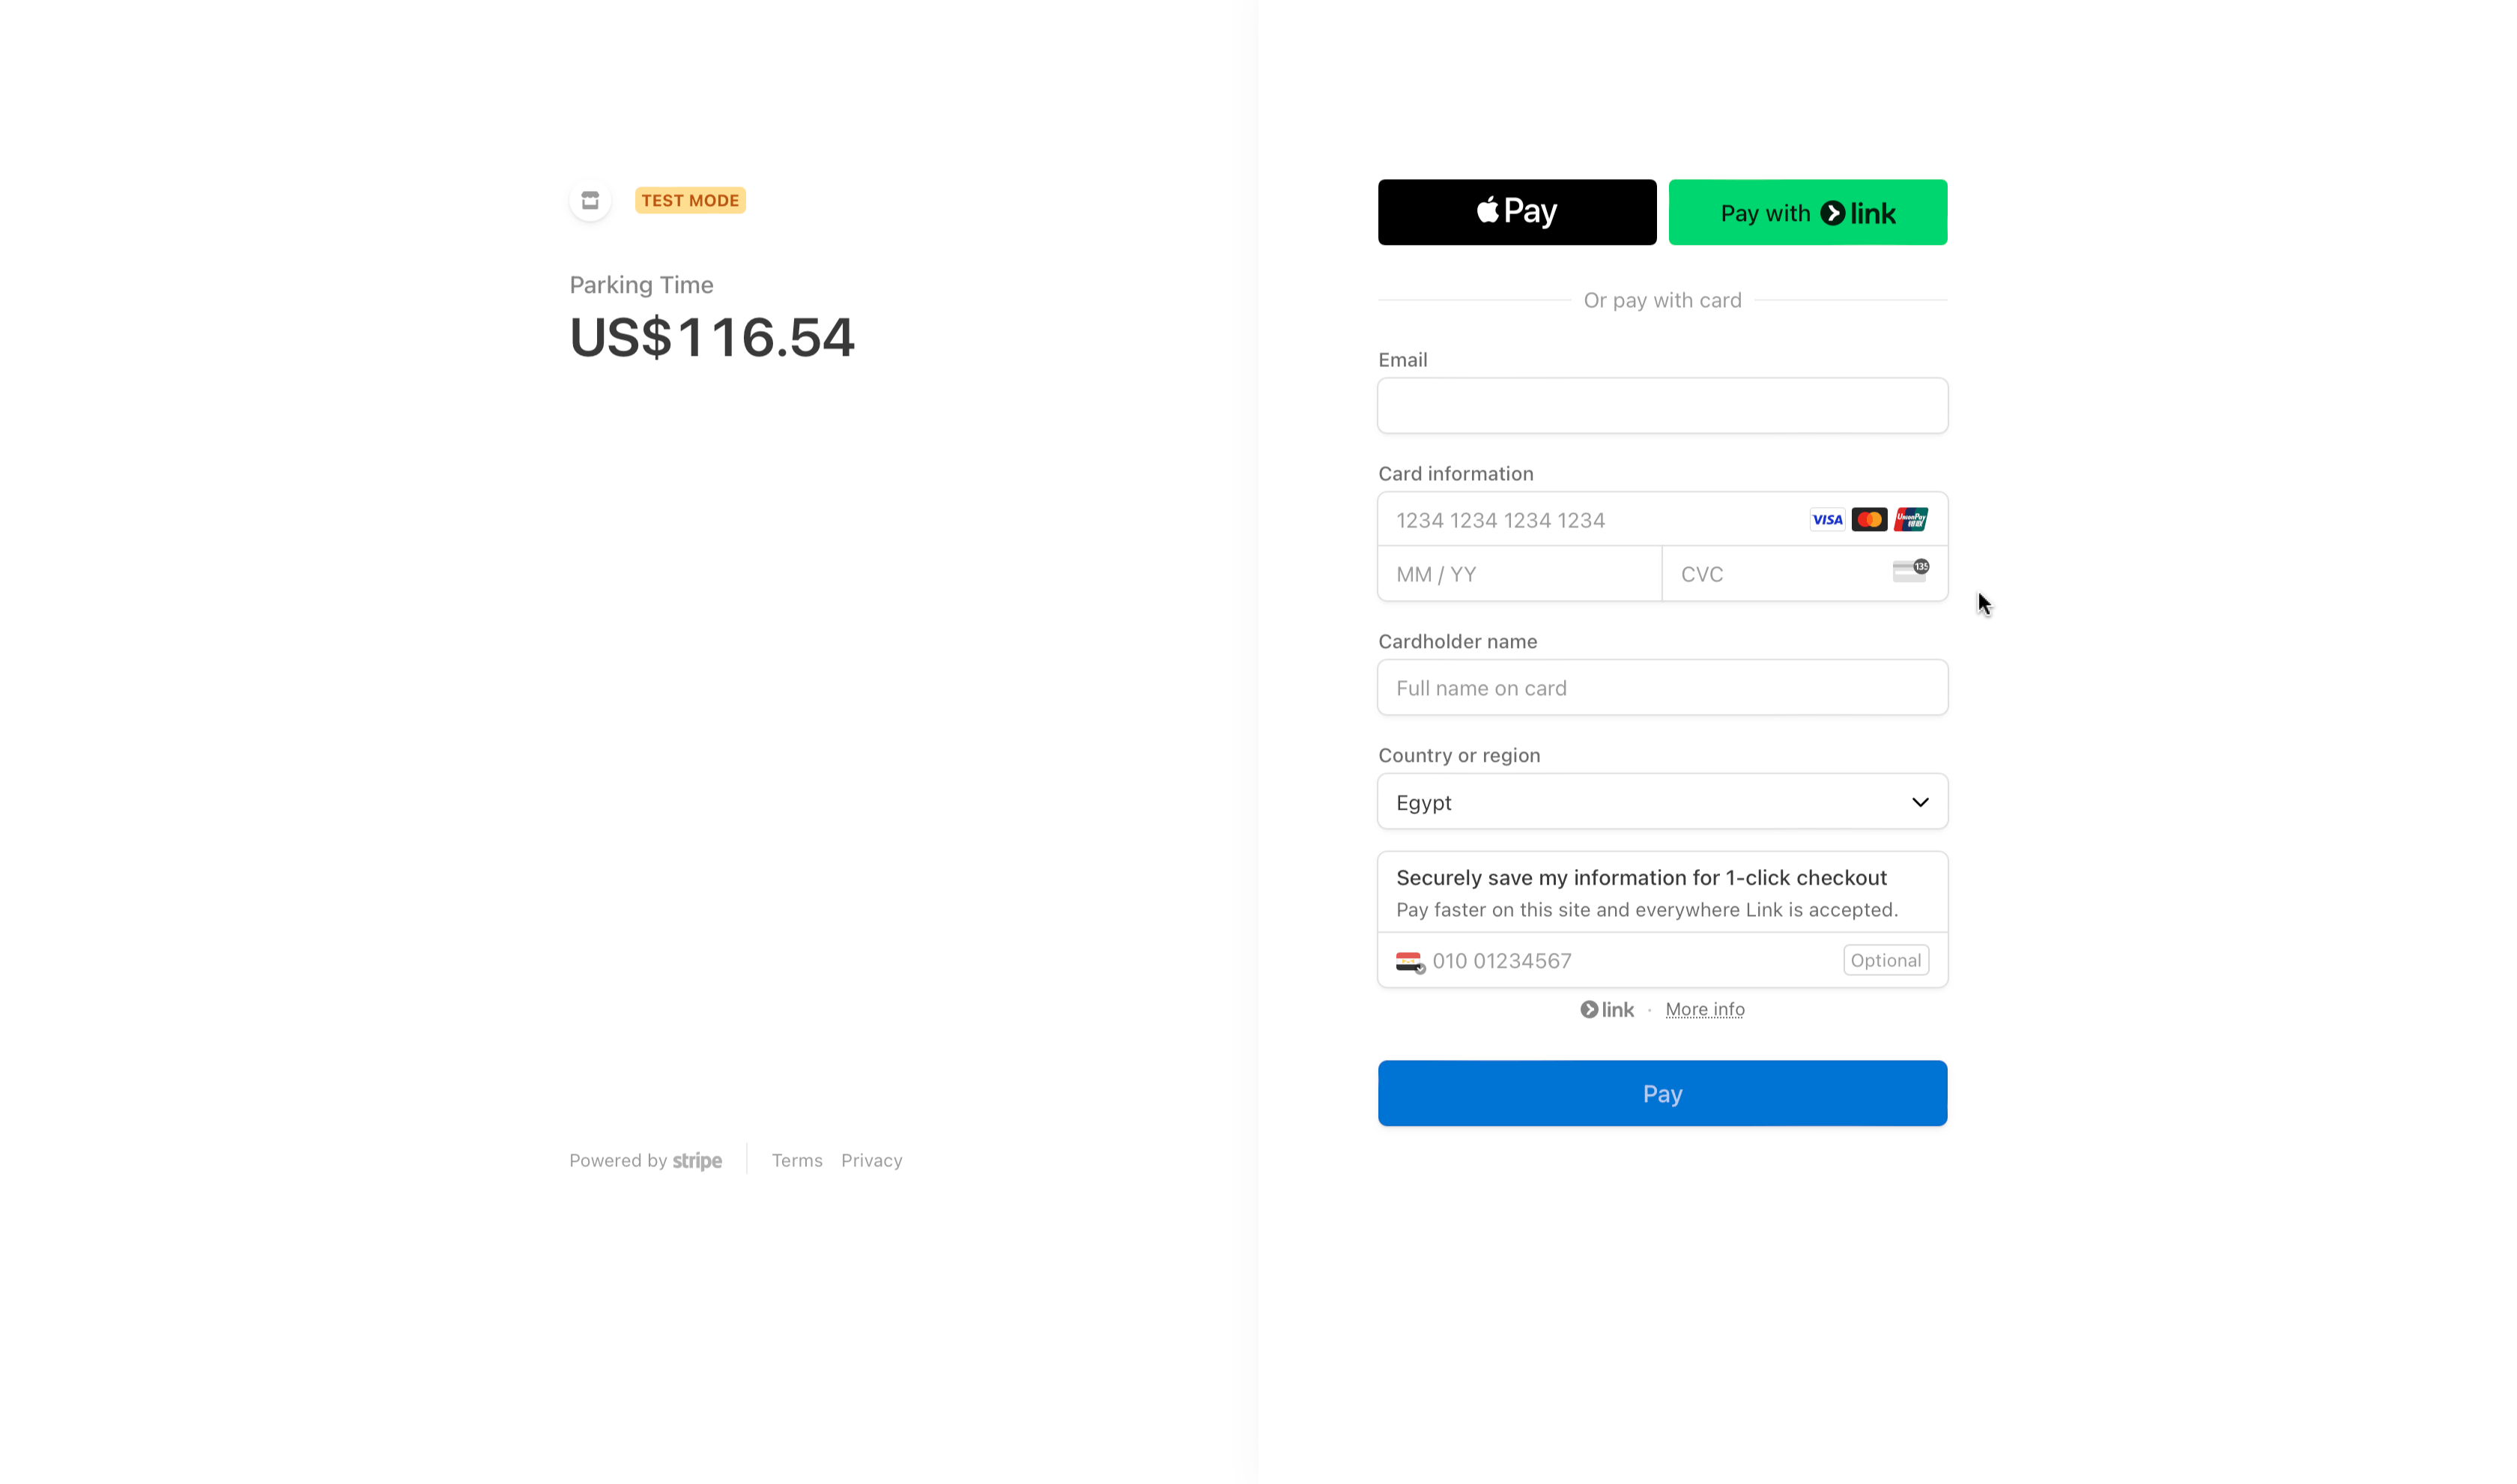 TEST MODE
Parking Time
US$116.54
Powered by stripe
Terms Privacy
Pay
Pay with link
Or pay with card
Email
Card information
1234 1234 1234 1234
VISA
UnionPay
MM / YY
CVC
135
Cardholder name
Full name on card
Country or region
Egypt
Securely save my information for 1-click checkout
Pay faster on this site and everywhere Link is accepted.
010 01234567
Optional
link · More info
Pay